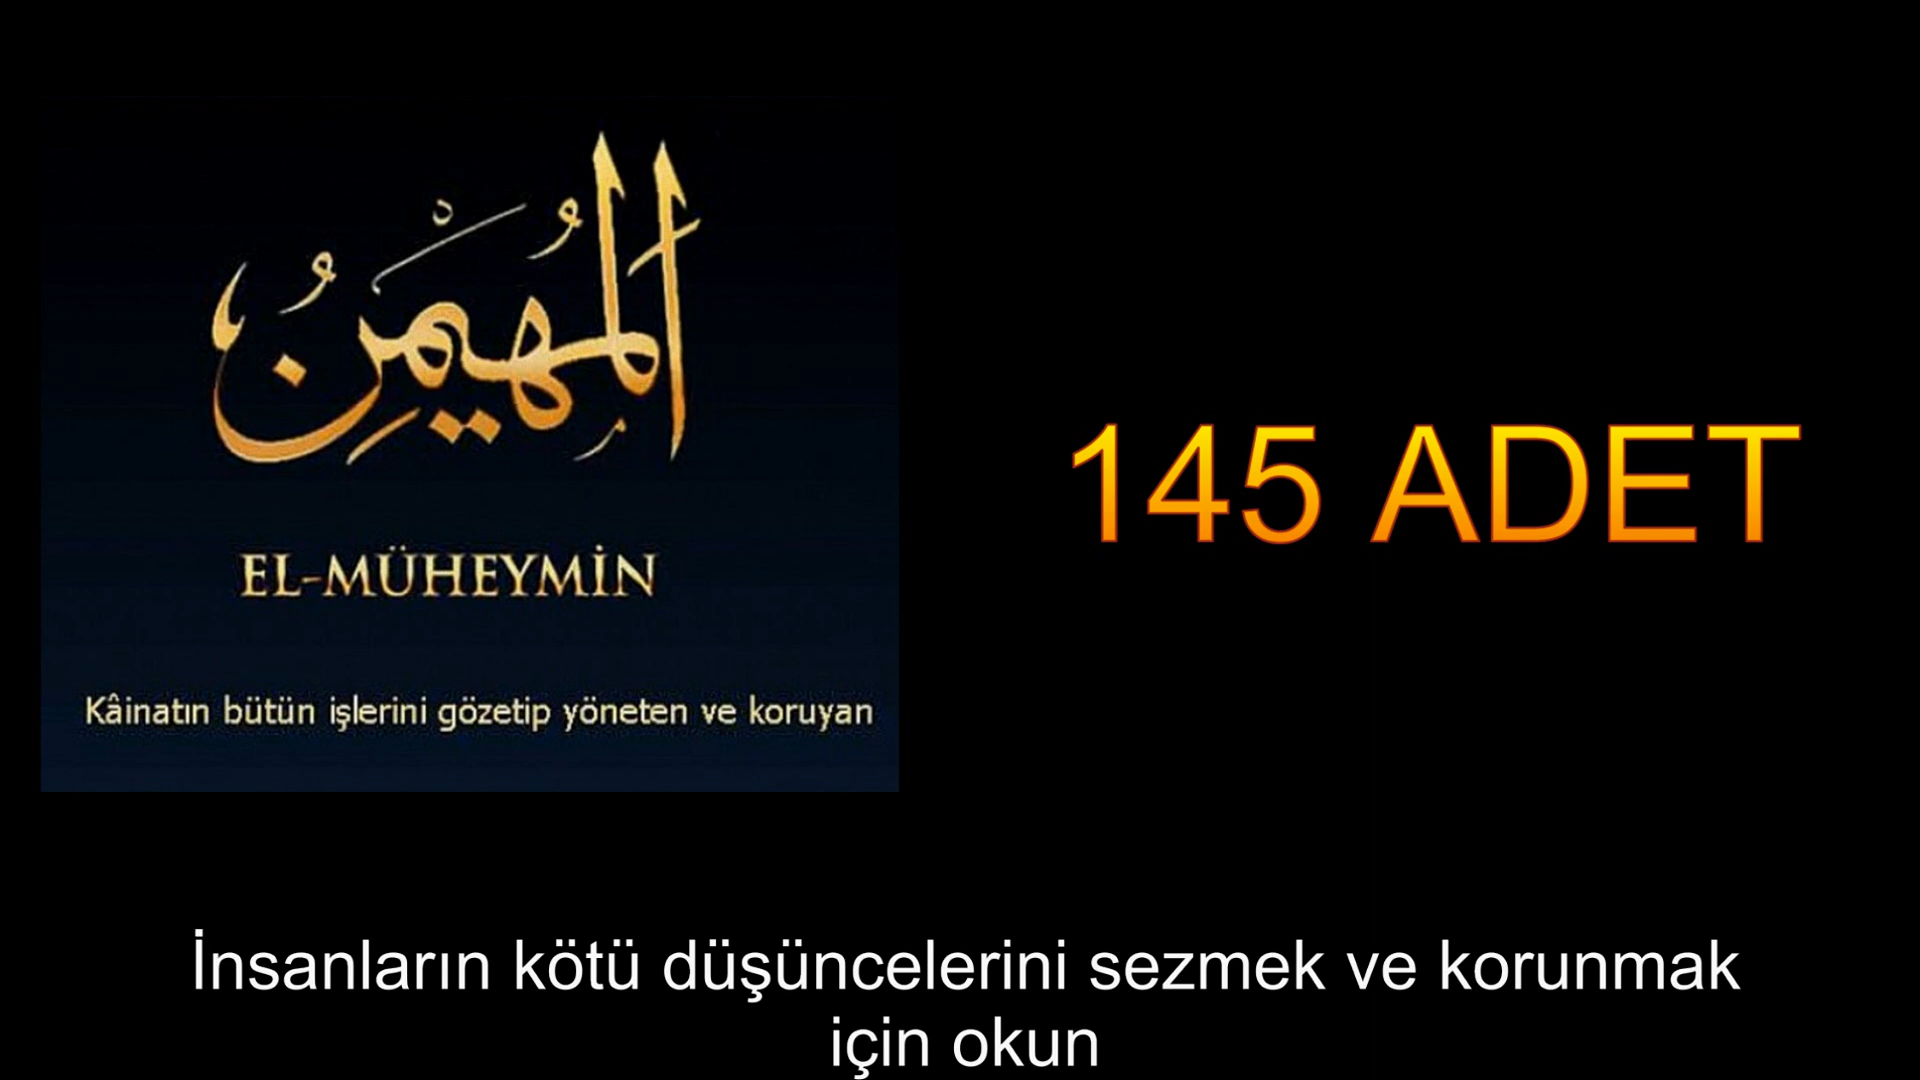 الْمُهَيْمِنُ
EL-MÜHEYMİN
Kâinatın bütün işlerini gözetip yöneten ve koruyan
145 ADET
İnsanların kötü düşüncelerini sezmek ve korunmak
için okun